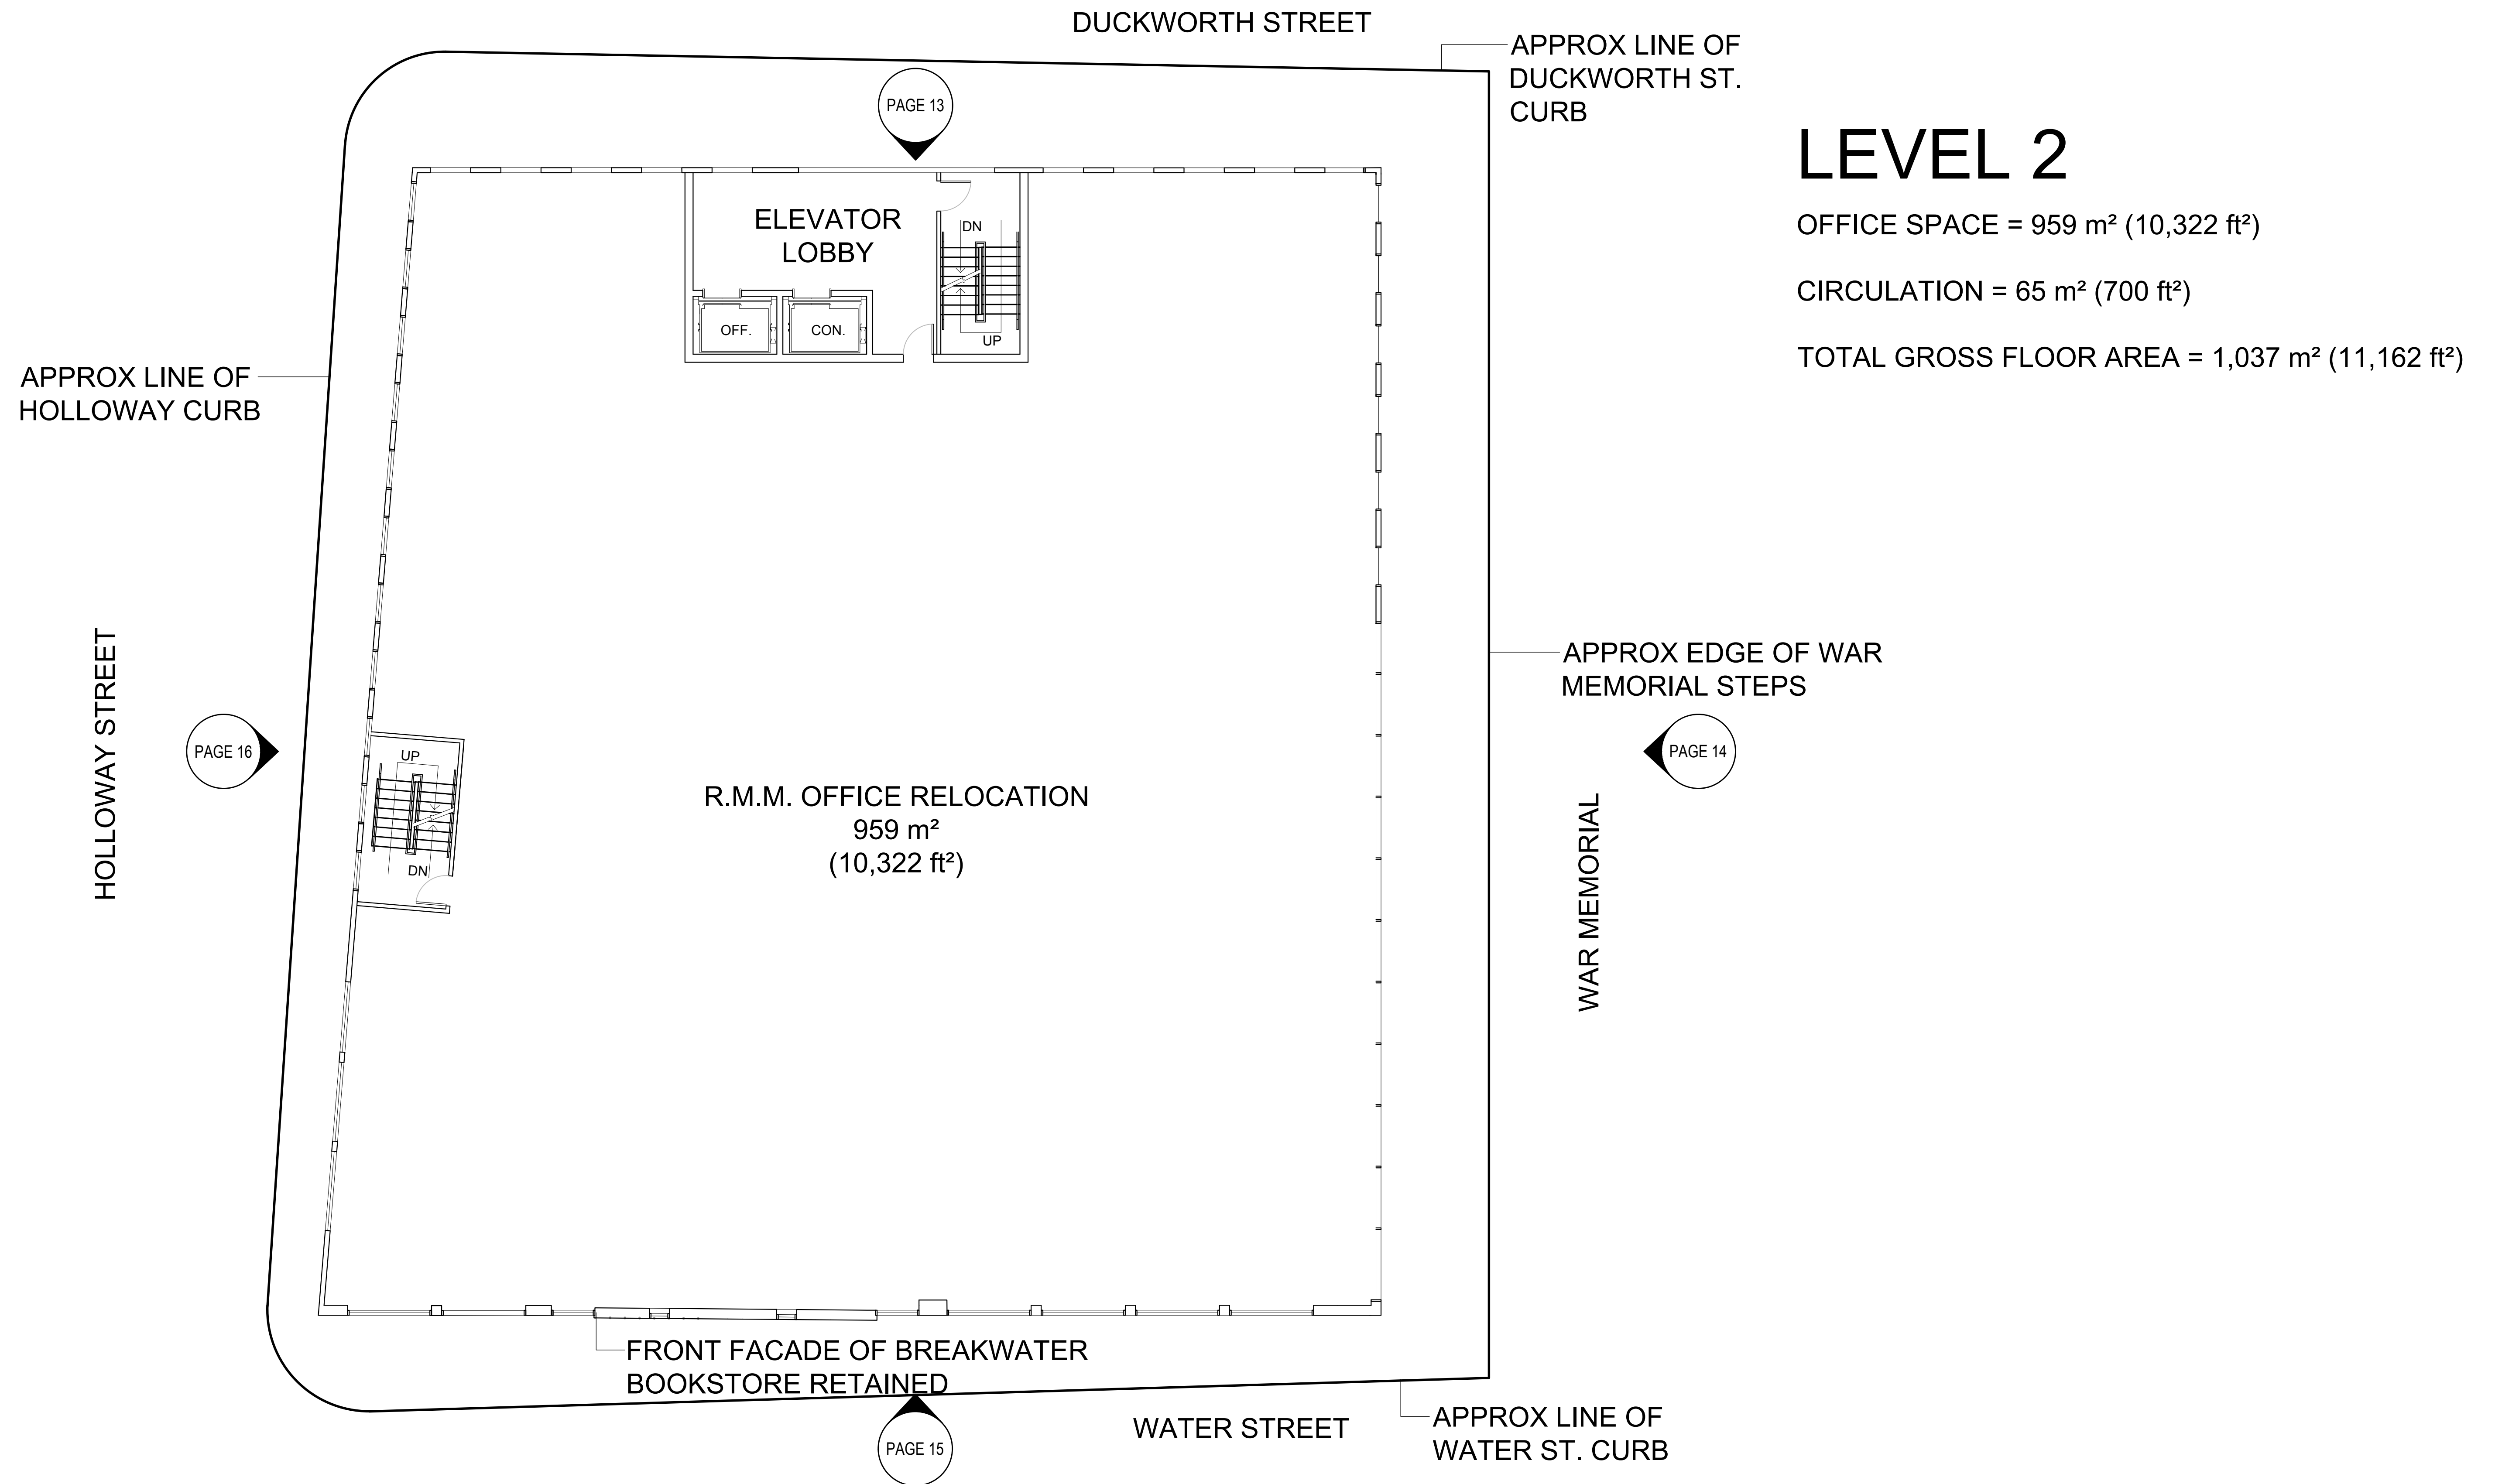 DUCKWORTH STREET
APPROX LINE OF
DUCKWORTH ST.
CURB
PAGE 13
LEVEL 2
OFFICE SPACE = 959 m² (10,322 ft²)
CIRCULATION = 65 m² (700 ft²)
TOTAL GROSS FLOOR AREA = 1,037 m² (11,162 ft²)
ELEVATOR
LOBBY
DN
OFF.
CON.
UP
APPROX LINE OF
HOLLOWAY CURB
HOLLOWAY STREET
PAGE 16
UP
DN
R.M.M. OFFICE RELOCATION
959 m²
(10,322 ft²)
APPROX EDGE OF WAR
MEMORIAL STEPS
PAGE 14
WAR MEMORIAL
FRONT FACADE OF BREAKWATER
BOOKSTORE RETAINED
PAGE 15
WATER STREET
APPROX LINE OF
WATER ST. CURB